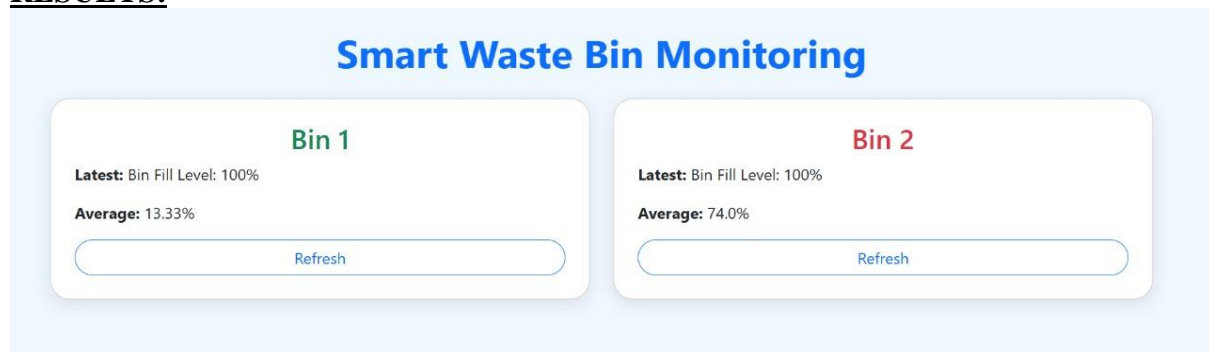 RESULTS:
Smart Waste Bin Monitoring
Bin 1
Latest: Bin Fill Level: 100%
Average: 13.33%
Refresh
Bin 2
Latest: Bin Fill Level: 100%
Average: 74.0%
Refresh